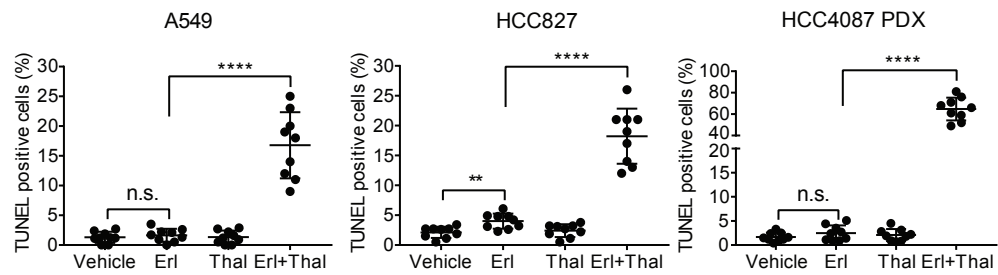 A549
TUNEL positive cells (%)
30
25
20
15
10
5
0
n.s.
****
Vehicle Erl Thal Erl+Thal
HCC827
TUNEL positive cells (%)
30
25
20
15
10
5
0
**
****
Vehicle Erl Thal Erl+Thal
HCC4087 PDX
TUNEL positive cells (%)
100
80
60
40
20
15
10
5
0
n.s.
****
Vehicle Erl Thal Erl+Thal